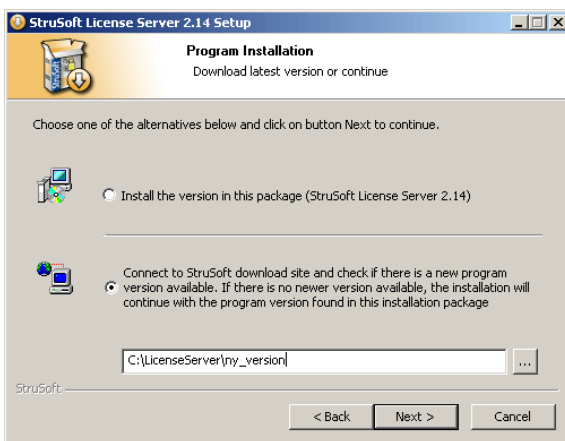 StruSoft License Server 2.14 Setup
Program Installation
Download latest version or continue
Choose one of the alternatives below and click on button Next to continue.
Install the version in this package (StruSoft License Server 2.14)
Connect to StruSoft download site and check if there is a new program
version available. If there is no newer version available, the installation will
continue with the program version found in this installation package
C:\LicenseServer\ny_version
...
StruSoft
< Back
Next >
Cancel